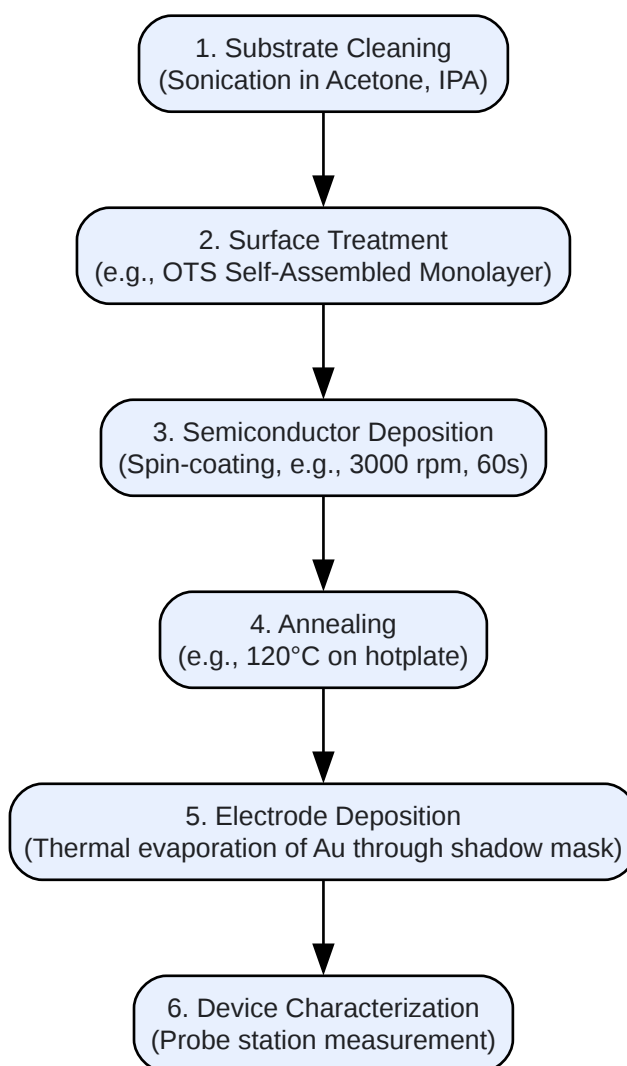 1. Substrate Cleaning
(Sonication in Acetone, IPA)
2. Surface Treatment
(e.g., OTS Self-Assembled Monolayer)
3. Semiconductor Deposition
(Spin-coating, e.g., 3000 rpm, 60s)
4. Annealing
(e.g., 120°C on hotplate)
5. Electrode Deposition
(Thermal evaporation of Au through shadow mask)
6. Device Characterization
(Probe station measurement)